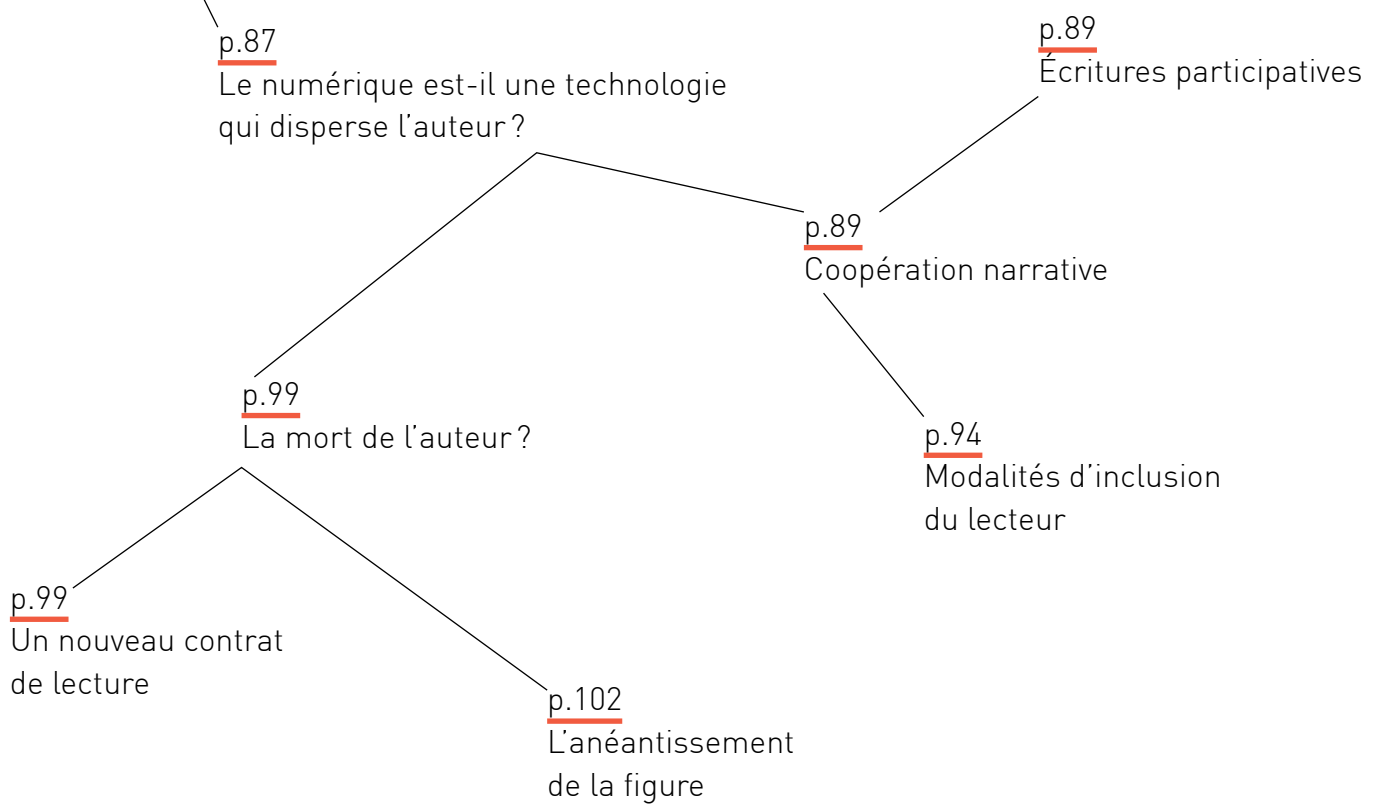 p.87
Le numérique est-il une technologie
qui disperse l’auteur ?
p.89
Écritures participatives
p.89
Coopération narrative
p.99
La mort de l’auteur ?
p.94
Modalités d’inclusion
du lecteur
p.99
Un nouveau contrat
de lecture
p.102
L’anéantissement
de la figure